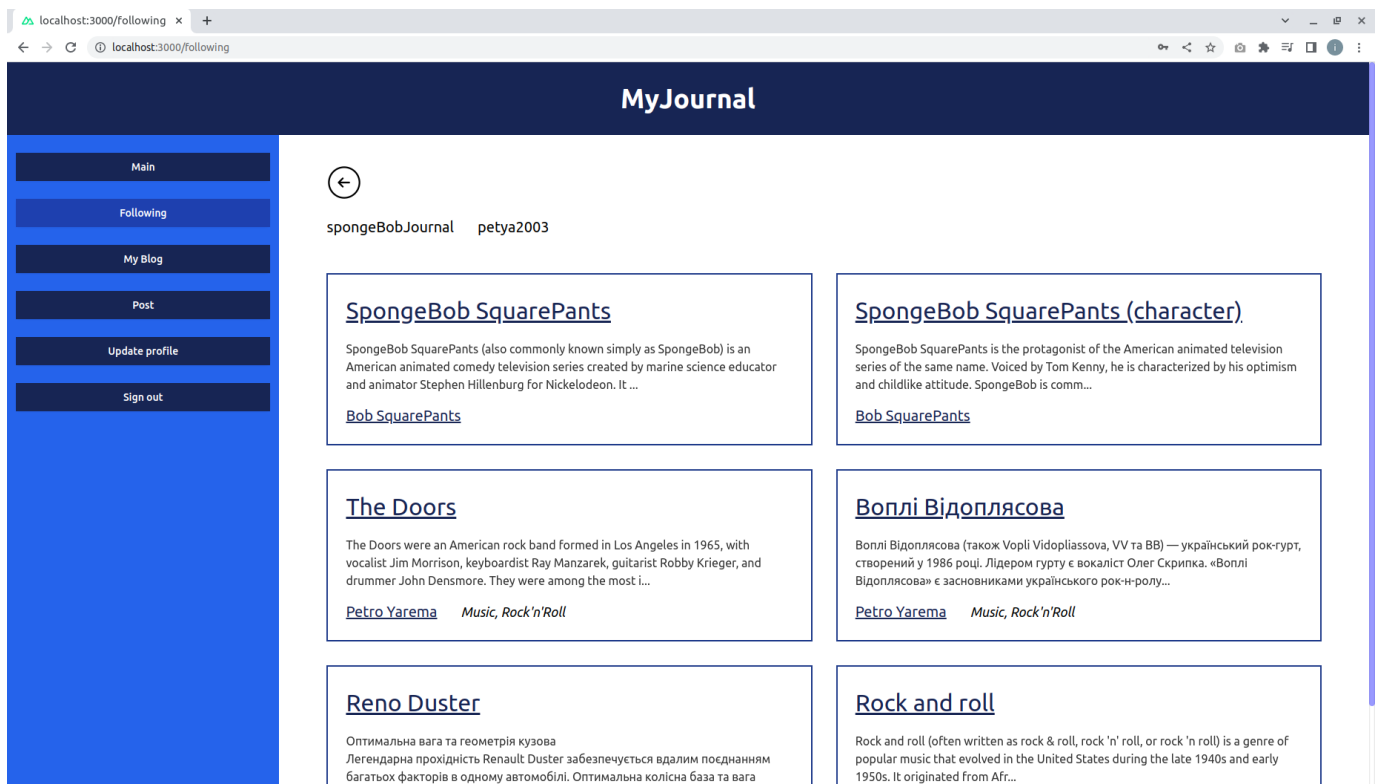 localhost:3000/following
localhost:3000/following
MyJournal
Main
Following
My Blog
Post
Update profile
Sign out
spongeBobJournal petya2003
SpongeBob SquarePants
SpongeBob SquarePants (also commonly known simply as SpongeBob) is an
American animated comedy television series created by marine science educator
and animator Stephen Hillenburg for Nickelodeon. It ...
Bob SquarePants
SpongeBob SquarePants (character)
SpongeBob SquarePants is the protagonist of the American animated television
series of the same name. Voiced by Tom Kenny, he is characterized by his optimism
and childlike attitude. SpongeBob is comm...
Bob SquarePants
The Doors
The Doors were an American rock band formed in Los Angeles in 1965, with
vocalist Jim Morrison, keyboardist Ray Manzarek, guitarist Robby Krieger, and
drummer John Densmore. They were among the most i...
Petro Yarema Music, Rock'n'Roll
Воплі Відоплясова
Воплі Відоплясова (також Vopli Vidopliassova, VV та ВВ) — український рок-гурт,
створений у 1986 році. Лідером гурту є вокаліст Олег Скрипка. «Воплі
Відоплясова» є засновниками українського рок-н-ролу...
Petro Yarema Music, Rock'n'Roll
Reno Duster
Оптимальна вага та геометрія кузова
Легендарна прохідність Renault Duster забезпечується вдалим поєднанням
багатьох факторів в одному автомобілі. Оптимальна колісна база та вага
Rock and roll
Rock and roll (often written as rock & roll, rock 'n' roll, or rock 'n roll) is a genre of
popular music that evolved in the United States during the late 1940s and early
1950s. It originated from Afr...